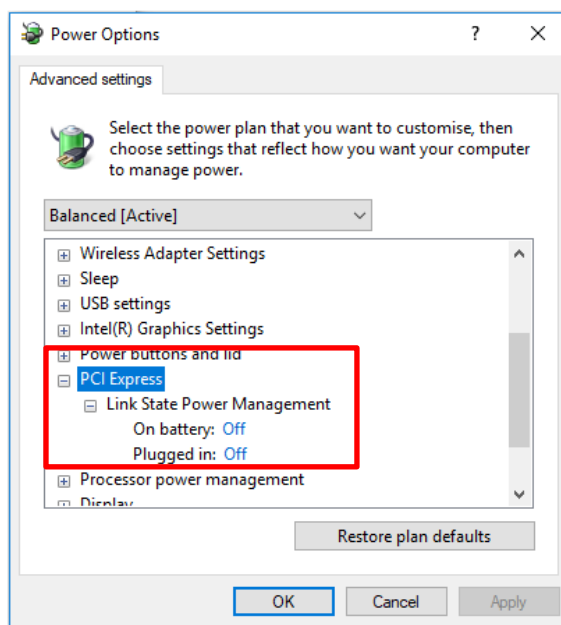 Power Options
?
Advanced settings
Select the power plan that you want to customise, then
choose settings that reflect how you want your computer
to manage power.
Balanced [Active]
Wireless Adapter Settings
Sleep
USB settings
Intel(R) Graphics Settings
Power buttons and lid
PCI Express
Link State Power Management
On battery: Off
Plugged in: Off
Processor power management
Display
Restore plan defaults
OK Cancel Apply